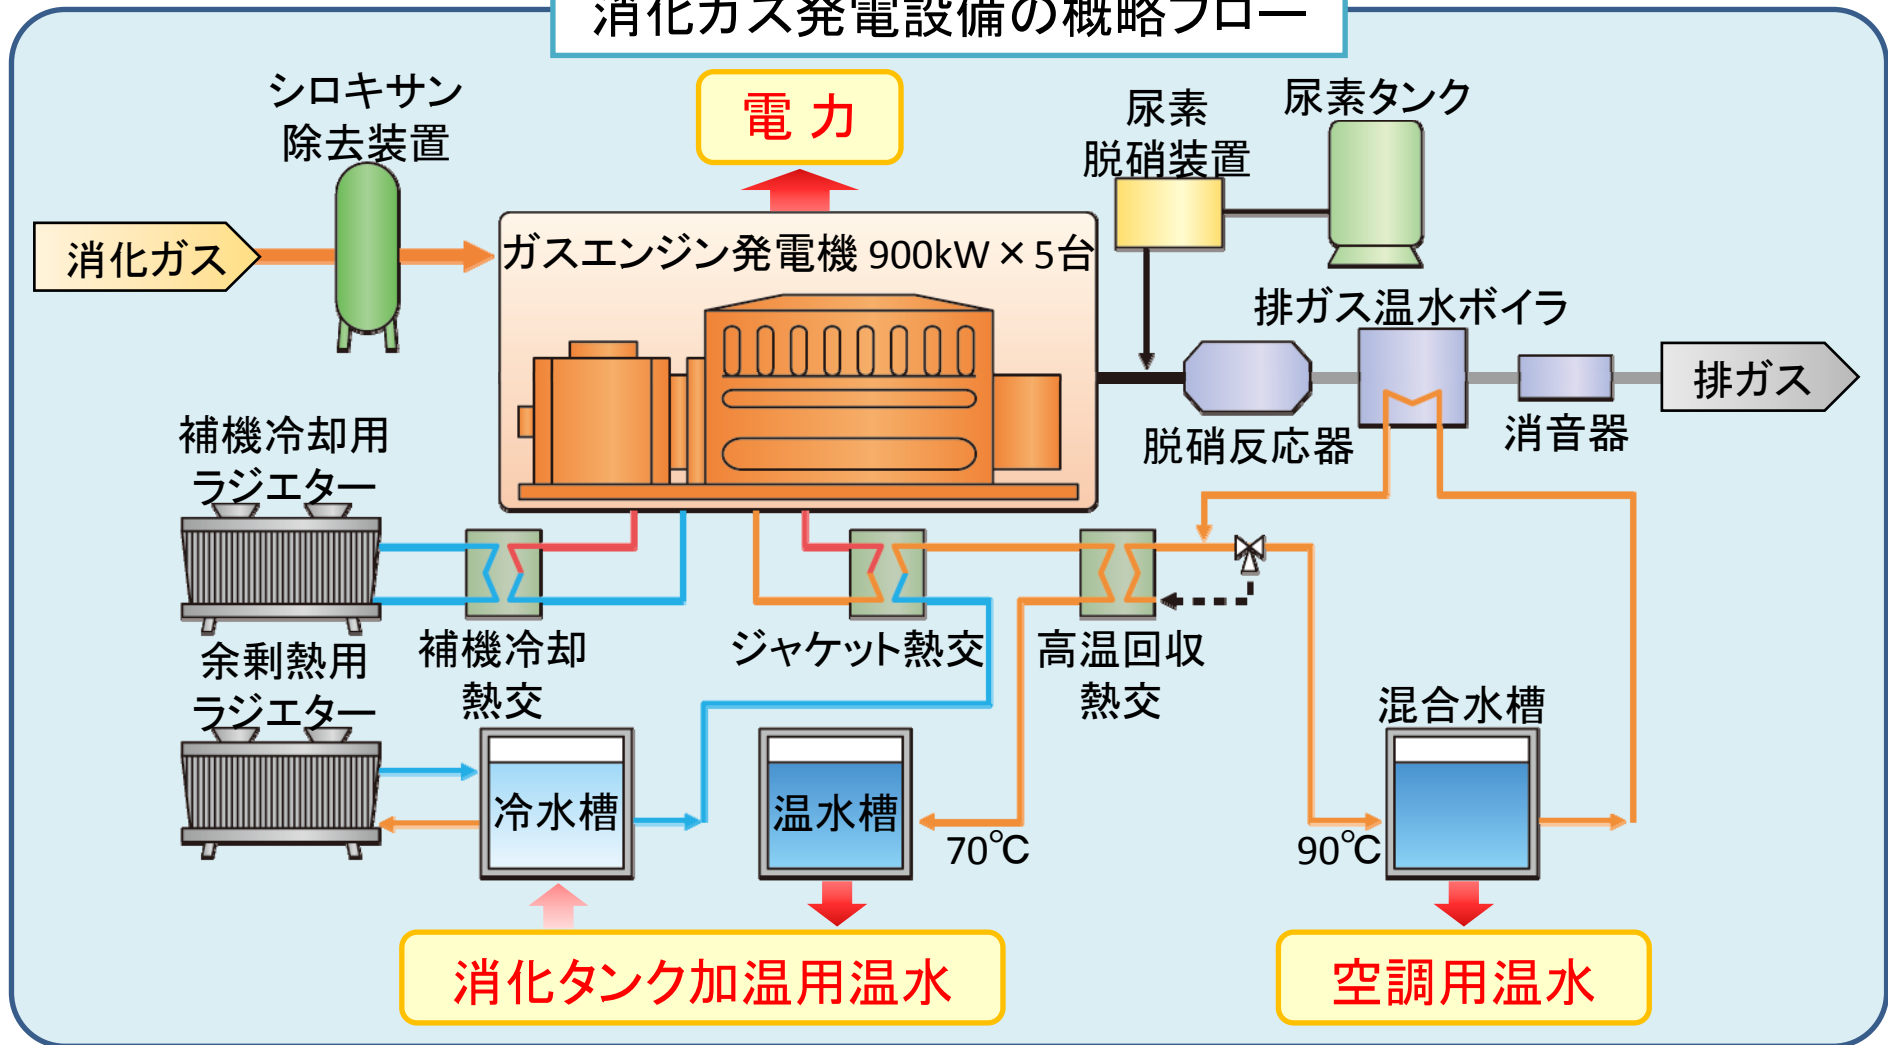 消化ガス発電設備の概略フロー
シロキサン
除去装置
電力
尿素
脱硝装置
尿素タンク
消化ガス
ガスエンジン発電機 900kW×5台
排ガス温水ボイラ
排ガス
脱硝反応器
消音器
補機冷却用
ラジエター
補機冷却
熱交
ジャケット熱交
高温回収
熱交
余剰熱用
ラジエター
混合水槽
冷水槽
温水槽
70℃
90℃
消化タンク加温用温水
空調用温水